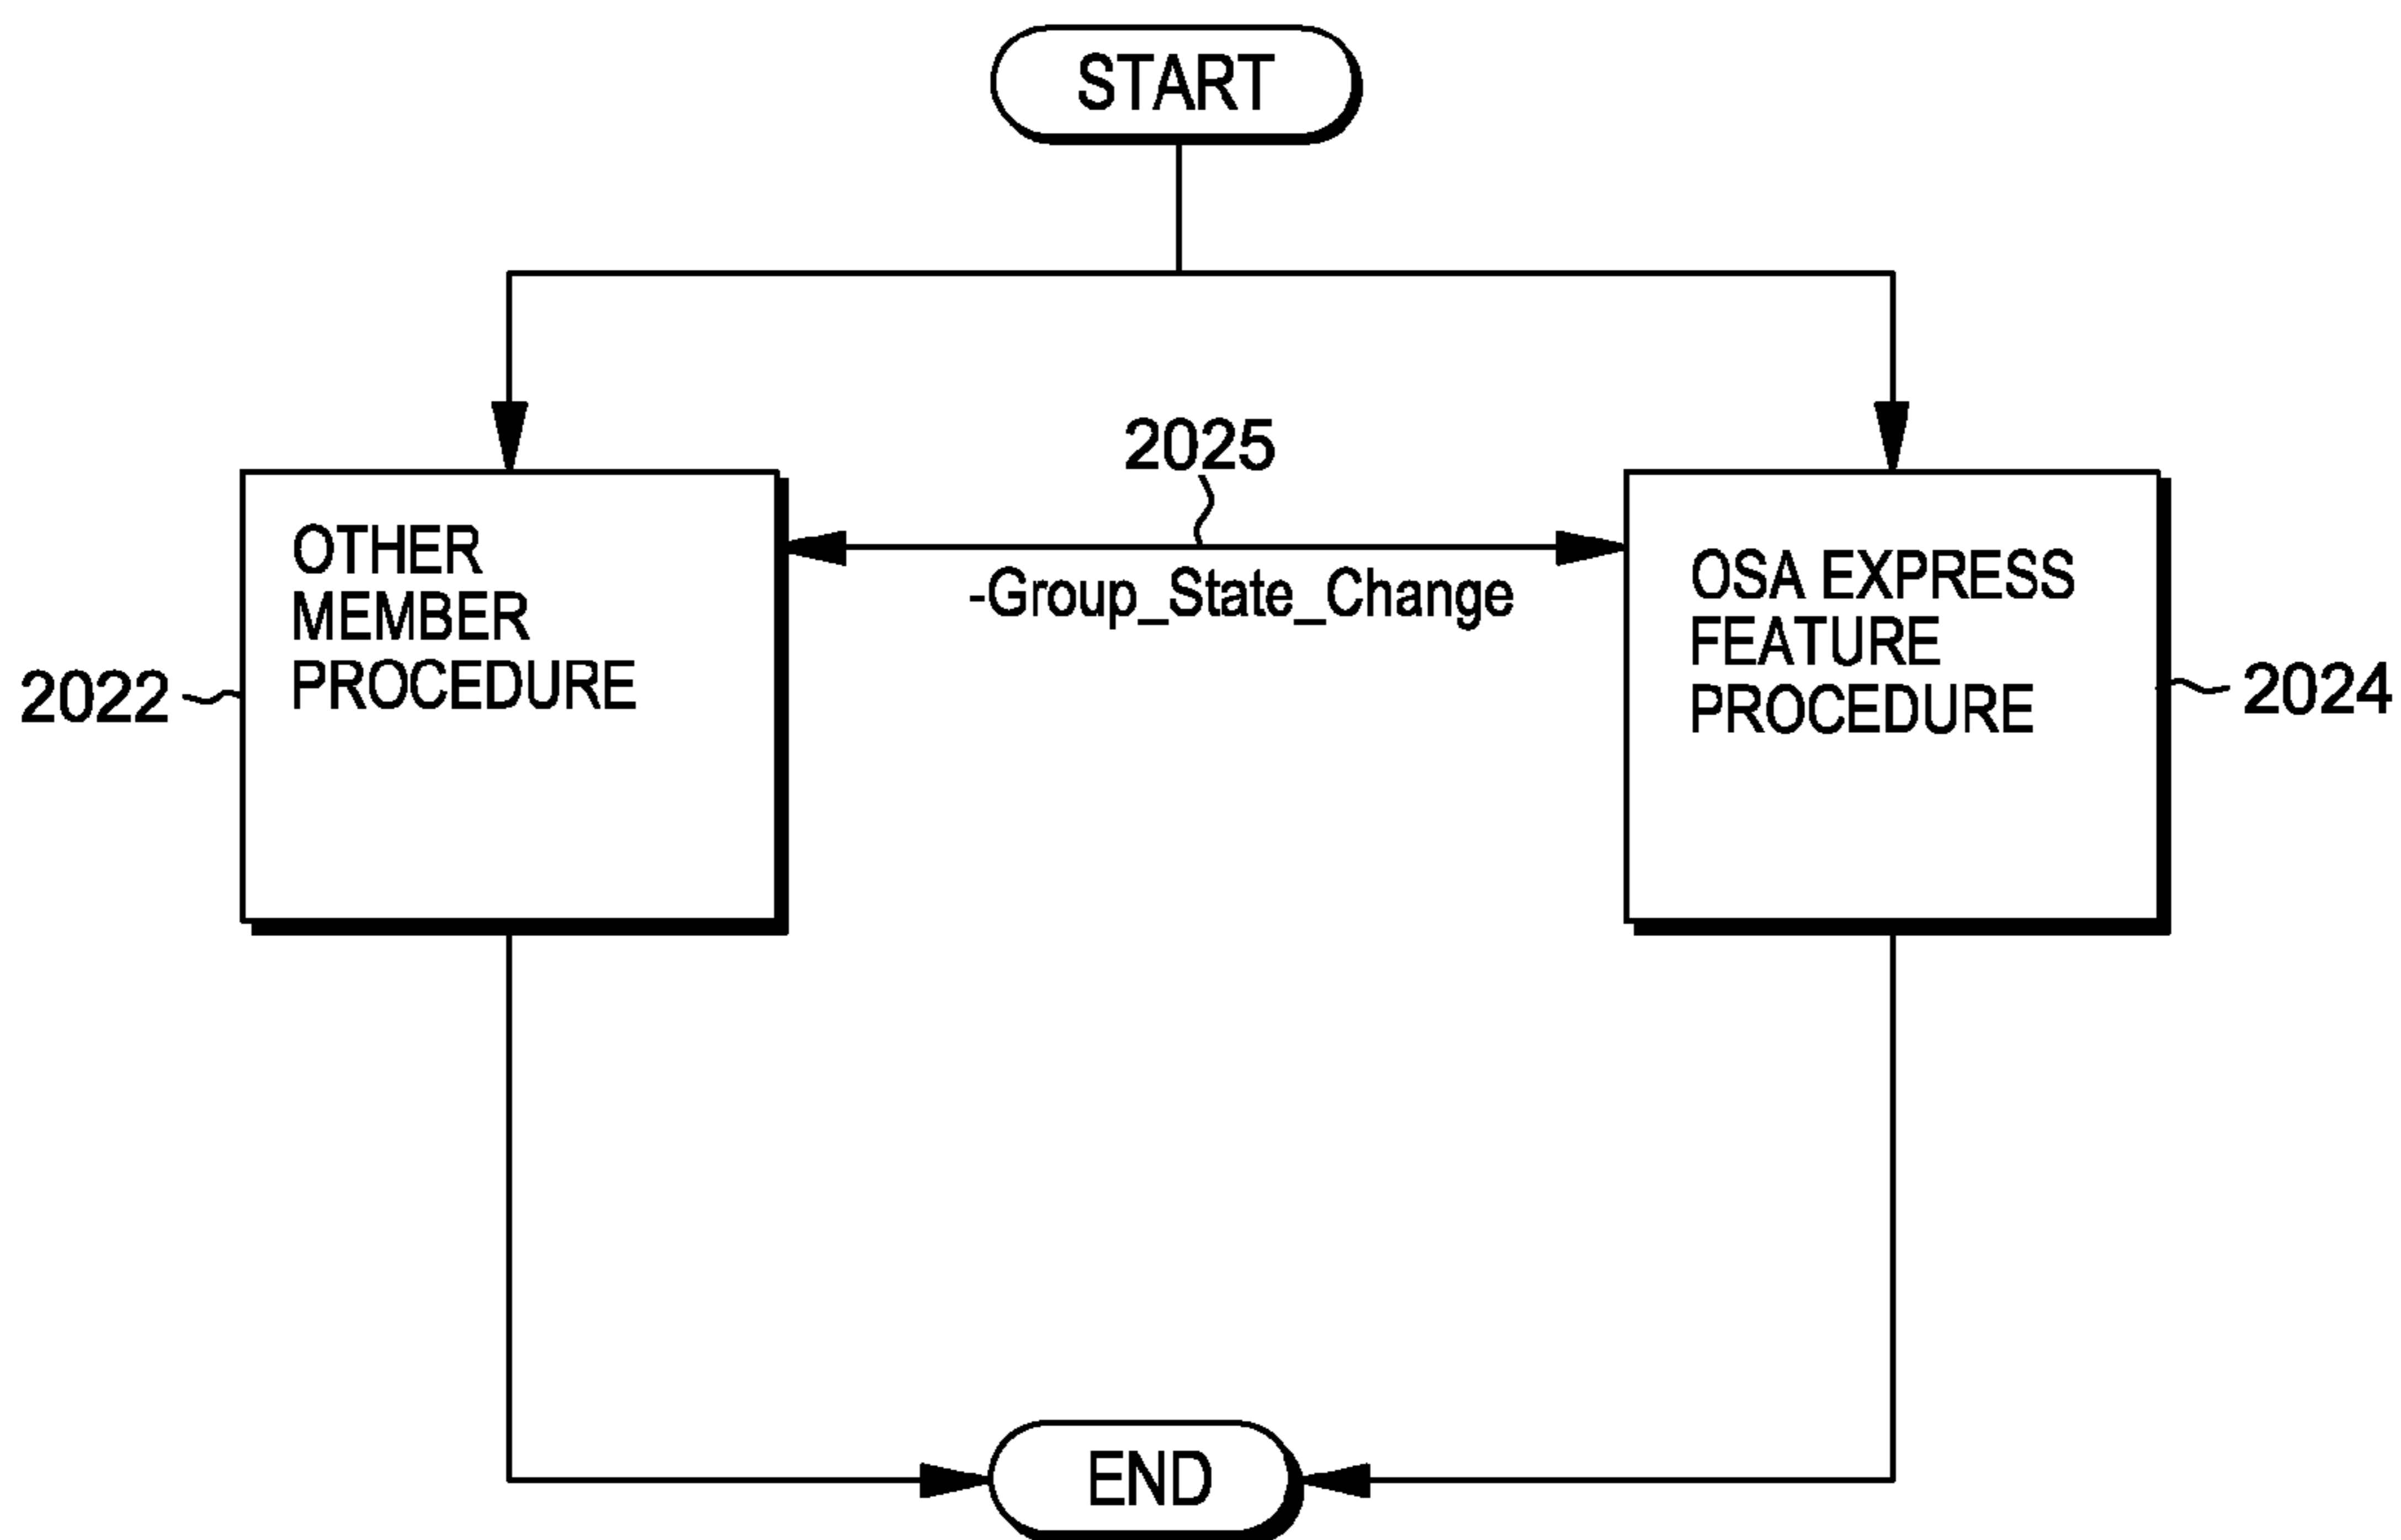 START
2025
-Group_State_Change
OTHER
MEMBER
PROCEDURE
2022
OSA EXPRESS
FEATURE
PROCEDURE
2024
END